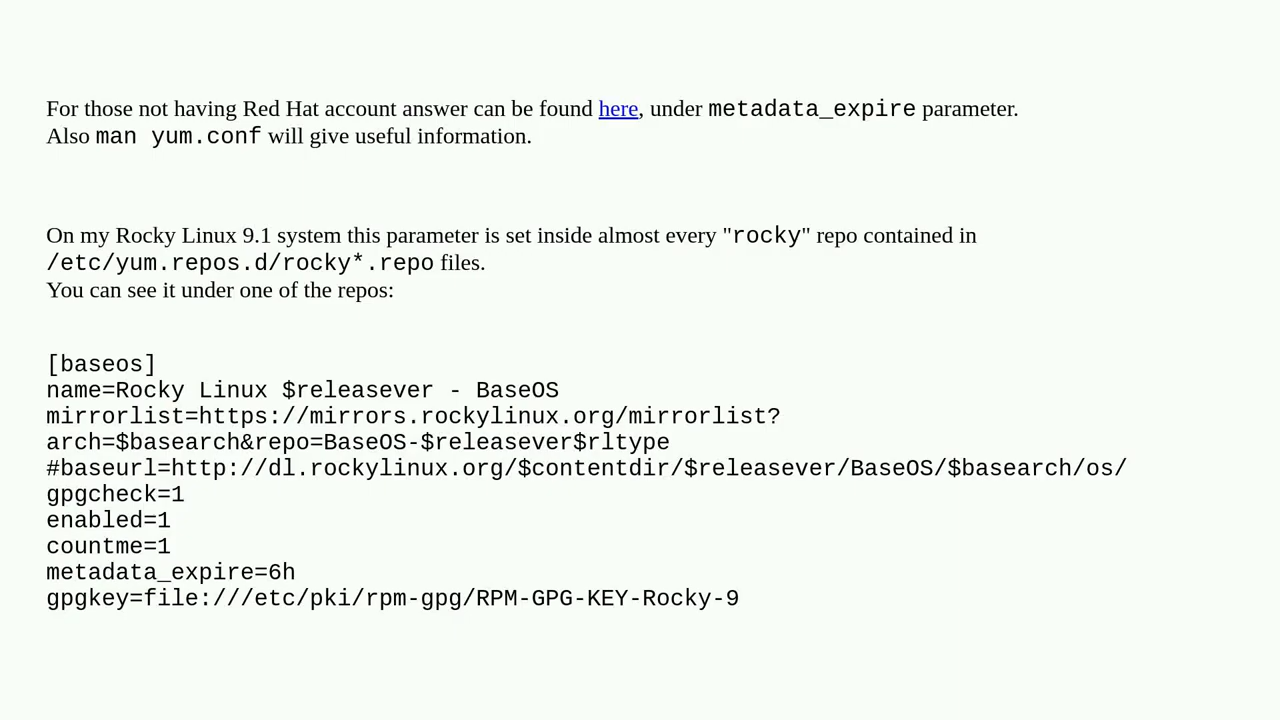 For those not having Red Hat account answer can be found here, under metadata_expire parameter.
Also man yum.conf will give useful information.
On my Rocky Linux 9.1 system this parameter is set inside almost every "rocky" repo contained in
/etc/yum.repos.d/rocky*.repo files.
You can see it under one of the repos:
[baseos]
name=Rocky Linux $releasever - BaseOS
mirrorlist=https://mirrors.rockylinux.org/mirrorlist?
arch=$basearch&repo=BaseOS-$releasever$rltype
#baseurl=http://dl.rockylinux.org/$contentdir/$releasever/BaseOS/$basearch/os/
gpgcheck=1
enabled=1
countme=1
metadata_expire=6h
gpgkey=file:///etc/pki/rpm-gpg/RPM-GPG-KEY-Rocky-9